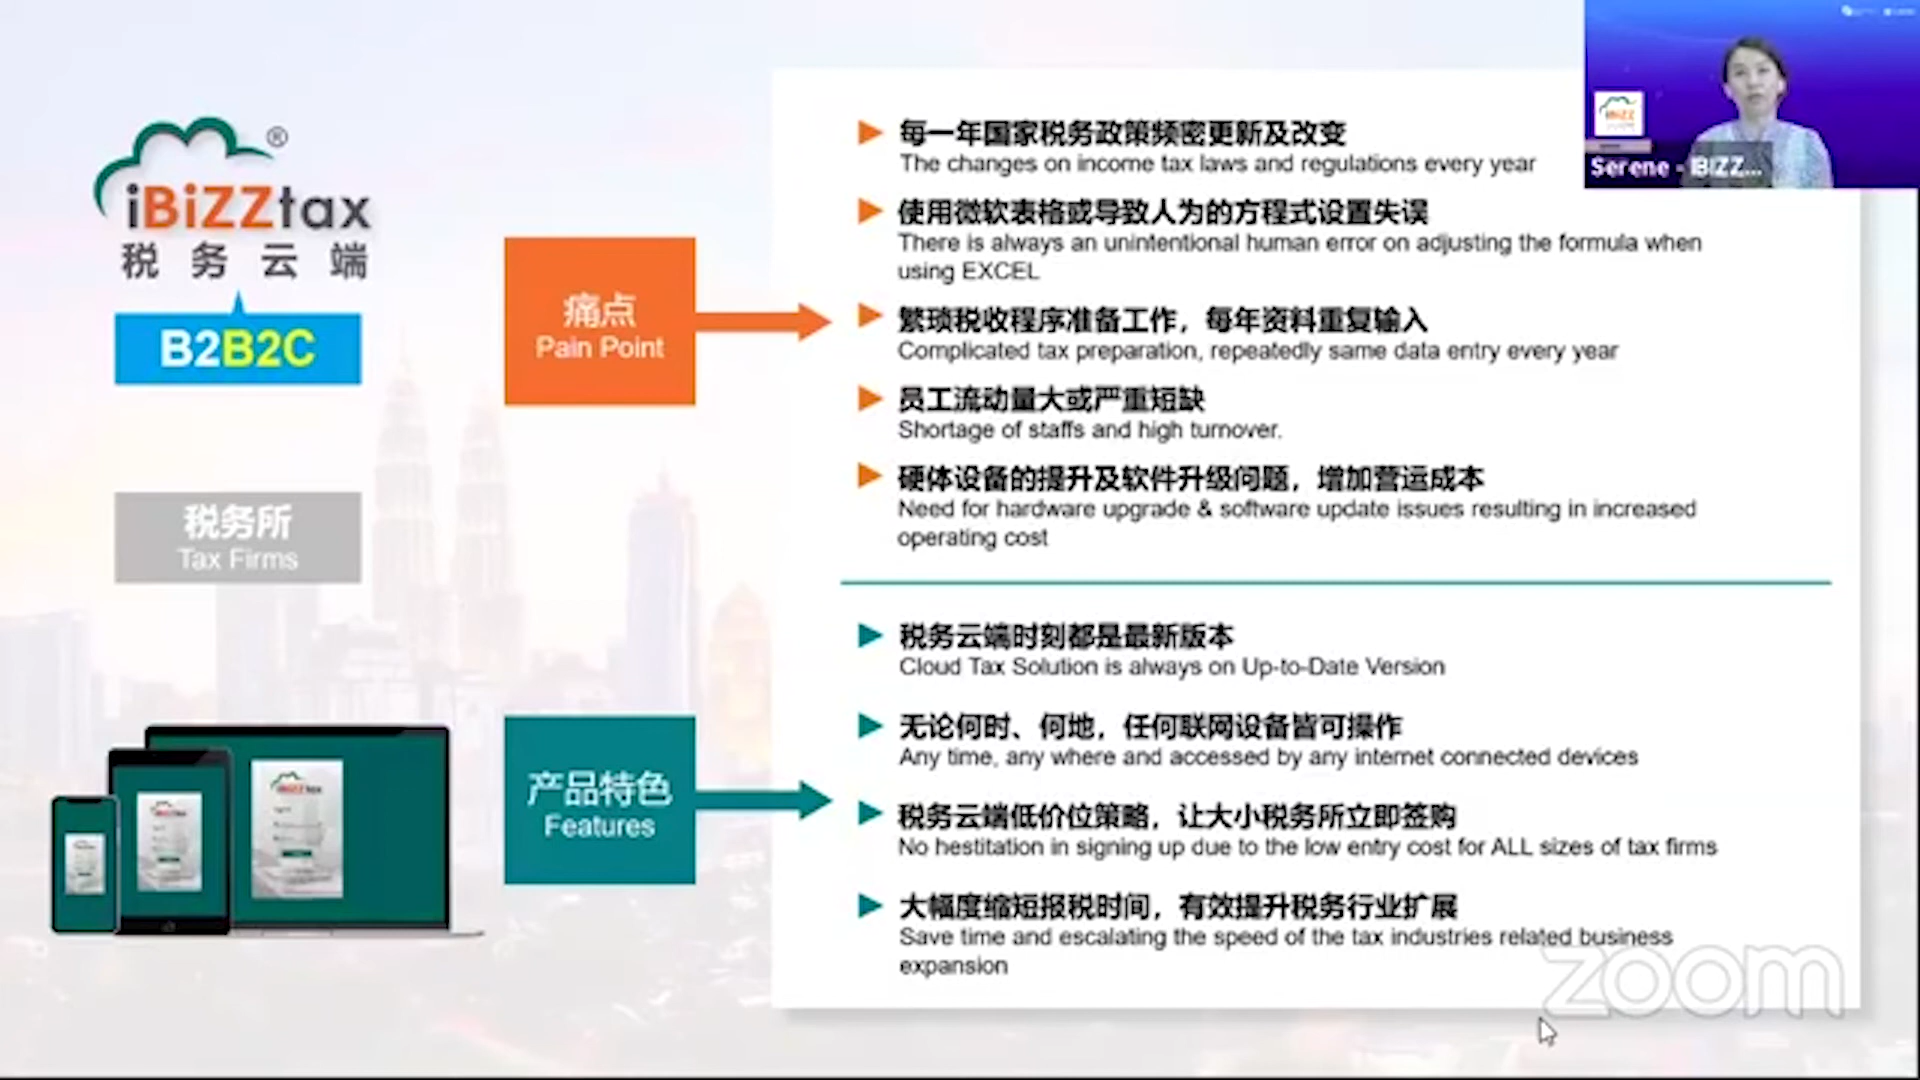 iBiZZtax®
税务云端
B2B2C
税务所
Tax Firms
痛点
Pain Point
每一年国家税务政策频密更新及改变
The changes on income tax laws and regulations every year
使用微软表格或导致人为的方程式设置失误
There is always an unintentional human error on adjusting the formula when
using EXCEL
繁琐税收程序准备工作，每年资料重复输入
Complicated tax preparation, repeatedly same data entry every year
员工流动量大或严重短缺
Shortage of staffs and high turnover.
硬体设备的提升及软件升级问题，增加营运成本
Need for hardware upgrade & software update issues resulting in increased
operating cost
产品特色
Features
税务云端时刻都是最新版本
Cloud Tax Solution is always on Up-to-Date Version
无论何时、何地，任何联网设备皆可操作
Any time, any where and accessed by any internet connected devices
税务云端低价位策略，让大小税务所立即签购
No hestitation in signing up due to the low entry cost for ALL sizes of tax firms
大幅度缩短报税时间，有效提升税务行业扩展
Save time and escalating the speed of the tax industries related business
expansion
iBiZZ
Serene - IBIZZ...
zoom